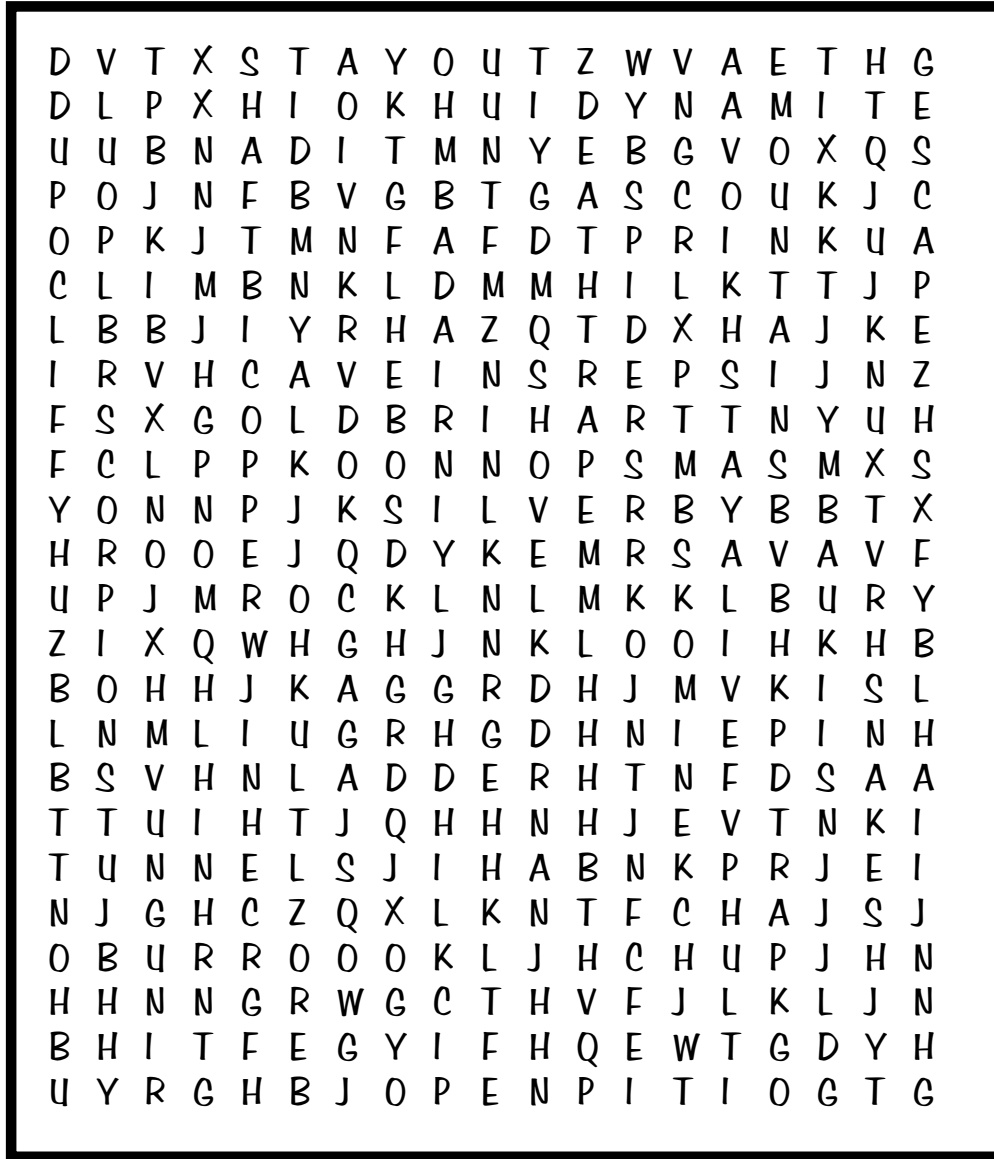 D V T X S T A Y O U T Z W V A E T H G
D L P X H I O K H U I D Y N A M I T E
U U B N A D I T M N Y E B G V O X Q S
P O J N F B V G B T G A S C O U K J C
O P K J T M N F A F D T P R I N K U A
C L I M B N K L D M M H I L K T T J P
L B B J I Y R H A Z Q T D X H A J K E
I R V H C A V E I N S R E P S I J N Z
F S X G O L D B R I H A R T T N Y U H
F C L P P K O O N N O P S M A S M X S
Y O N N P J K S I L V E R B Y B B T X
H R O O E J Q D Y K E M R S A V A V F
U P J M R O C K L N L M K K L B U R Y
Z I X Q W H G H J N K L O O I H K H B
B O H H J K A G G R D H J M V K I S L
L N M L I U G R H G D H N I E P I N H
B S V H N L A D D E R H T N F D S A A
T T U I H T J Q H H N H J E V T N K I
T U N N E L S J I H A B N K P R J E I
N J G H C Z Q X L K N T F C H A J S J
O B U R R O O O K L J H C H U P J H N
H H N N G R W G C T H V F J L K L J N
B H I T F E G Y I F H Q E W T G D Y H
U Y R G H B J O P E N P I T I O G T G